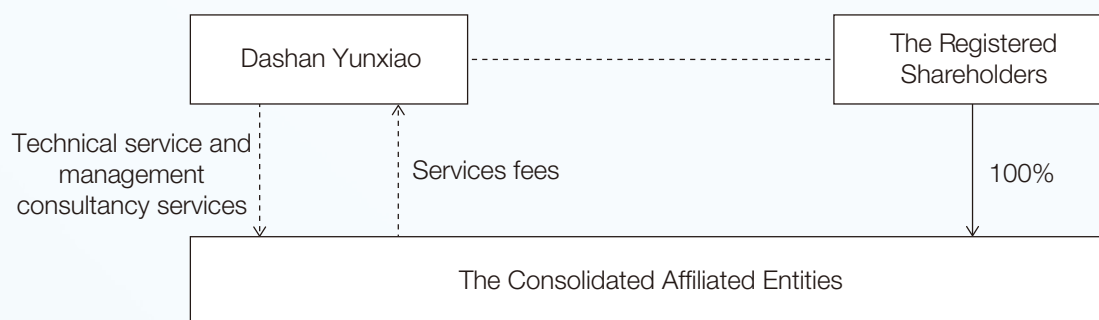 Dashan Yunxiao
The Registered
Shareholders
Technical service and
management
consultancy services
Services fees
100%
The Consolidated Affiliated Entities